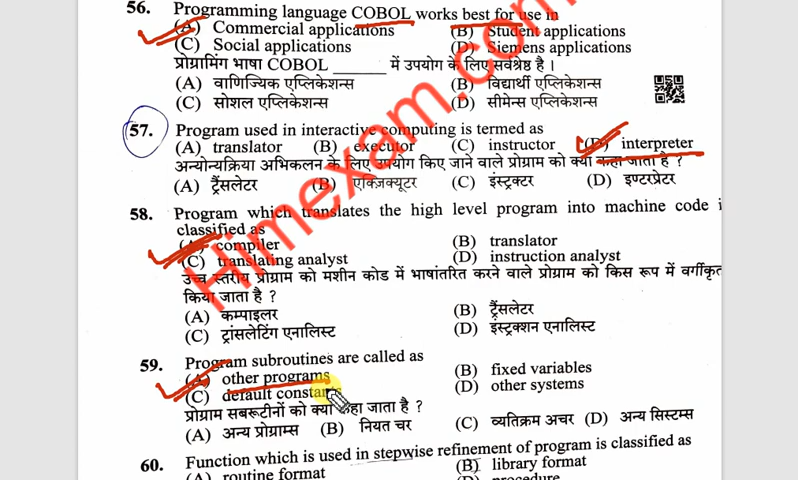 56. Programming language COBOL works best for use in
(A) Commercial applications (B) Student applications
(C) Social applications (D) Siemens applications
प्रोग्रामिंग भाषा COBOL ______ में उपयोग के लिए सर्वश्रेष्ठ है ।
(A) वाणिज्यिक एप्लिकेशन्स (B) विद्यार्थी एप्लिकेशन्स
(C) सोशल एप्लिकेशन्स (D) सीमेन्स एप्लिकेशन्स
57. Program used in interactive computing is termed as
(A) translator (B) executor (C) instructor (D) interpreter
अन्योन्यक्रिया अभिकलन के लिए उपयोग किए जाने वाले प्रोग्राम को क्या कहा जाता है ?
(A) ट्रैंसलेटर (B) एक्जिक्यूटर (C) इंस्ट्रक्टर (D) इण्टरप्रेटर
58. Program which translates the high level program into machine code i
classified as
(A) compiler (B) translator
(C) translating analyst (D) instruction analyst
उच्च स्तरीय प्रोग्राम को मशीन कोड में भाषांतरित करने वाले प्रोग्राम को किस रूप में वर्गीकृत
किया जाता है ?
(A) कम्पाइलर (B) ट्रैंसलेटर
(C) ट्रांसलेटिंग एनालिस्ट (D) इंस्ट्रक्शन एनालिस्ट
59. Program subroutines are called as
(A) other programs (B) fixed variables
(C) default constants (D) other systems
प्रोग्राम सबरूटीनों को क्या कहा जाता है ?
(A) अन्य प्रोग्राम्स (B) नियत चर (C) व्यतिक्रम अचर (D) अन्य सिस्टम्स
60. Function which is used in stepwise refinement of program is classified as
(A) routine format (B) library format
(D) procedure
Himexam.com